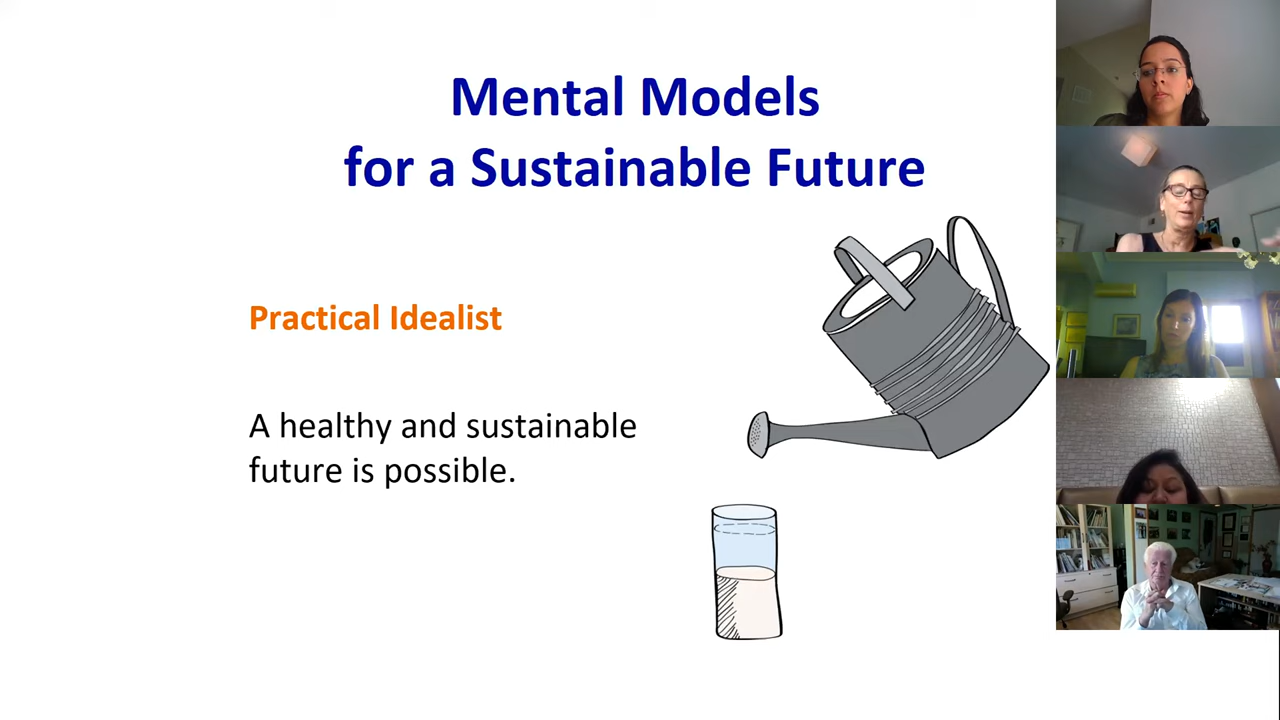 Mental Models
for a Sustainable Future
Practical Idealist
A healthy and sustainable
future is possible.